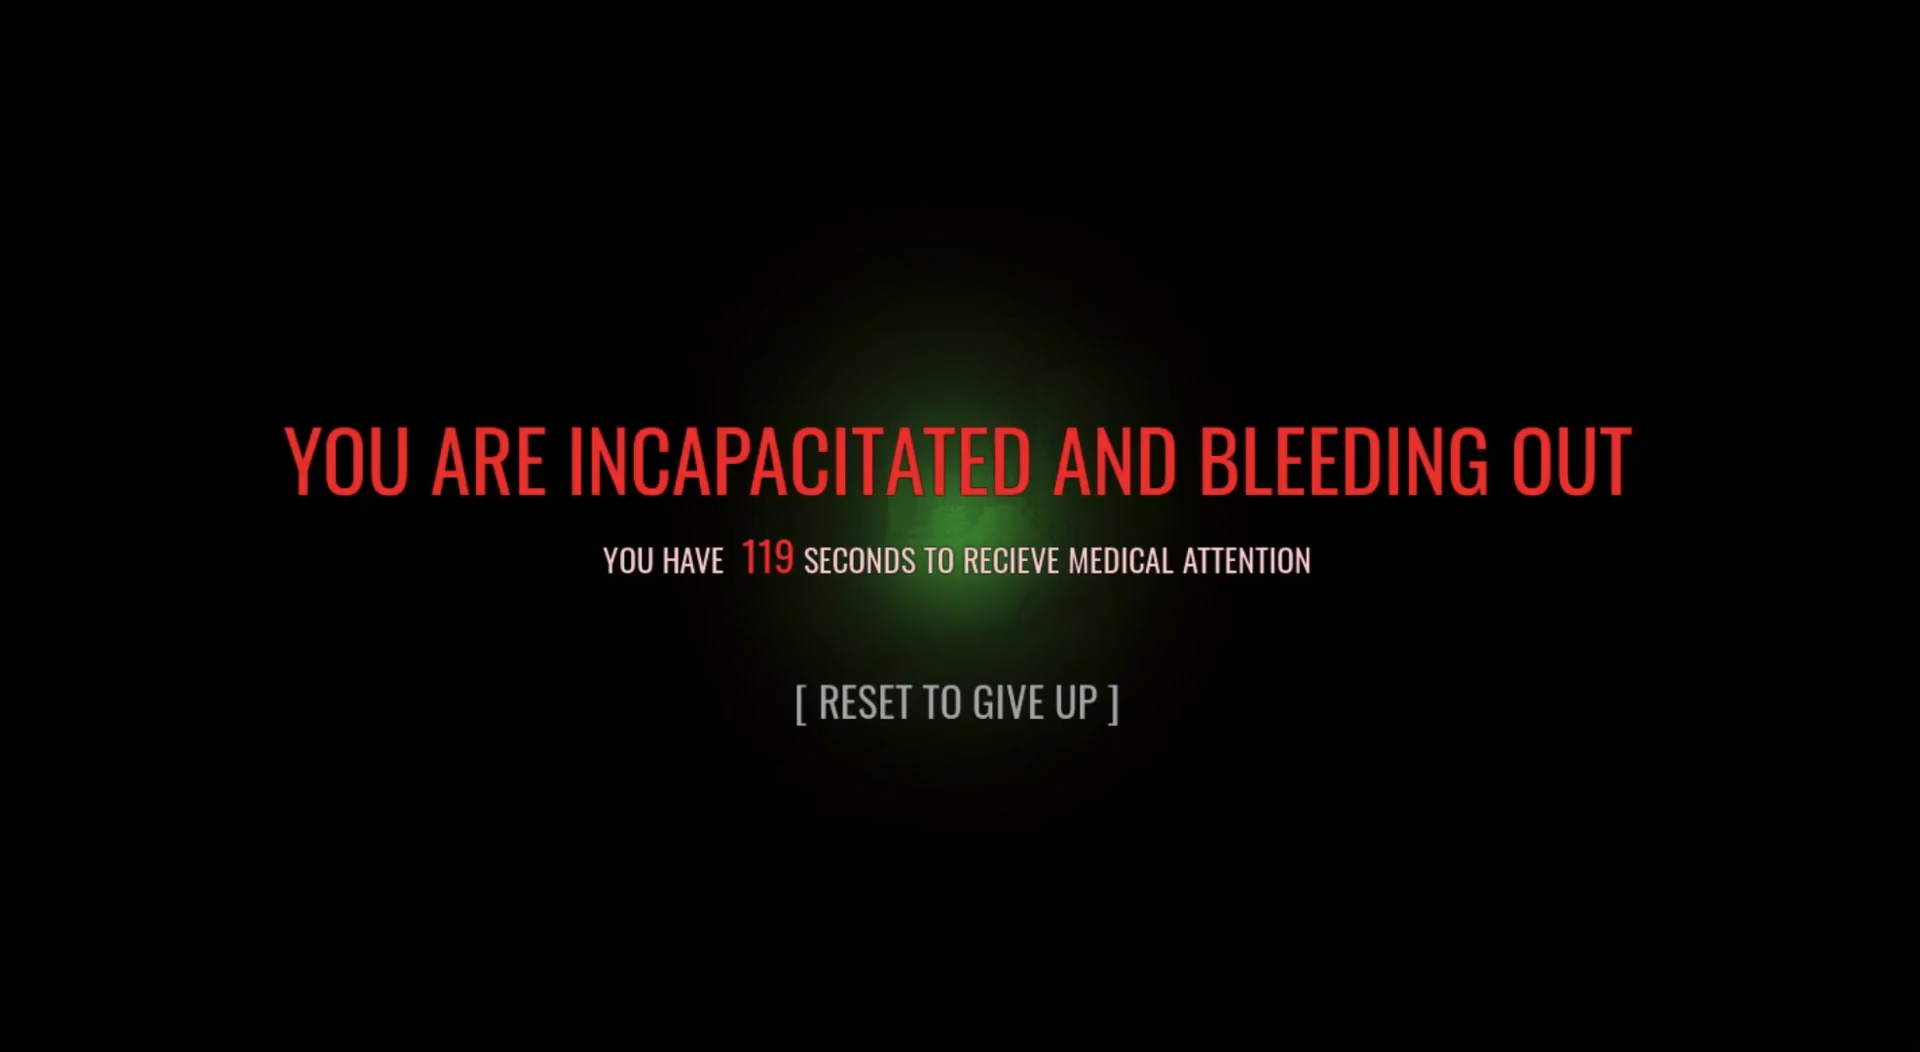 YOU ARE INCAPACITATED AND BLEEDING OUT
YOU HAVE 119 SECONDS TO RECIEVE MEDICAL ATTENTION
[ RESET TO GIVE UP ]